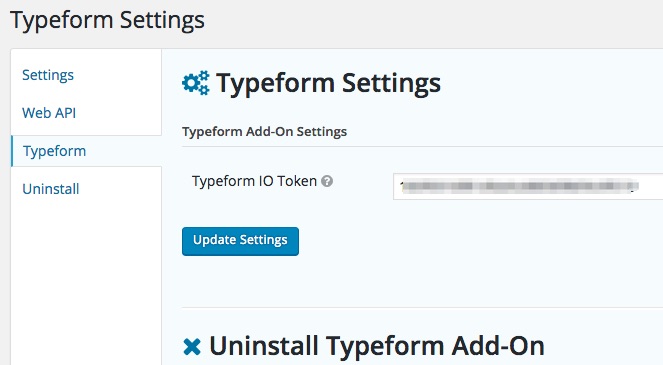 Typeform Settings
Settings
Web API
Typeform
Uninstall
Typeform Settings
Typeform Add-On Settings
Typeform IO Token ?
Update Settings
Uninstall Typeform Add-On